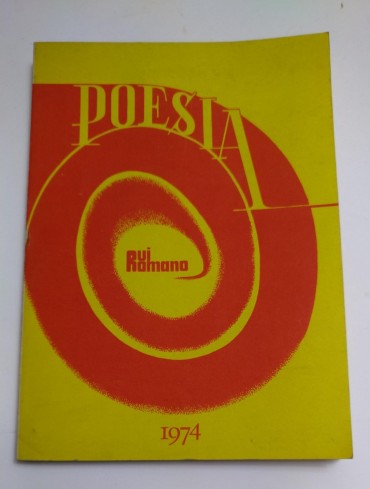 POESIA
Rui
Romano
1974